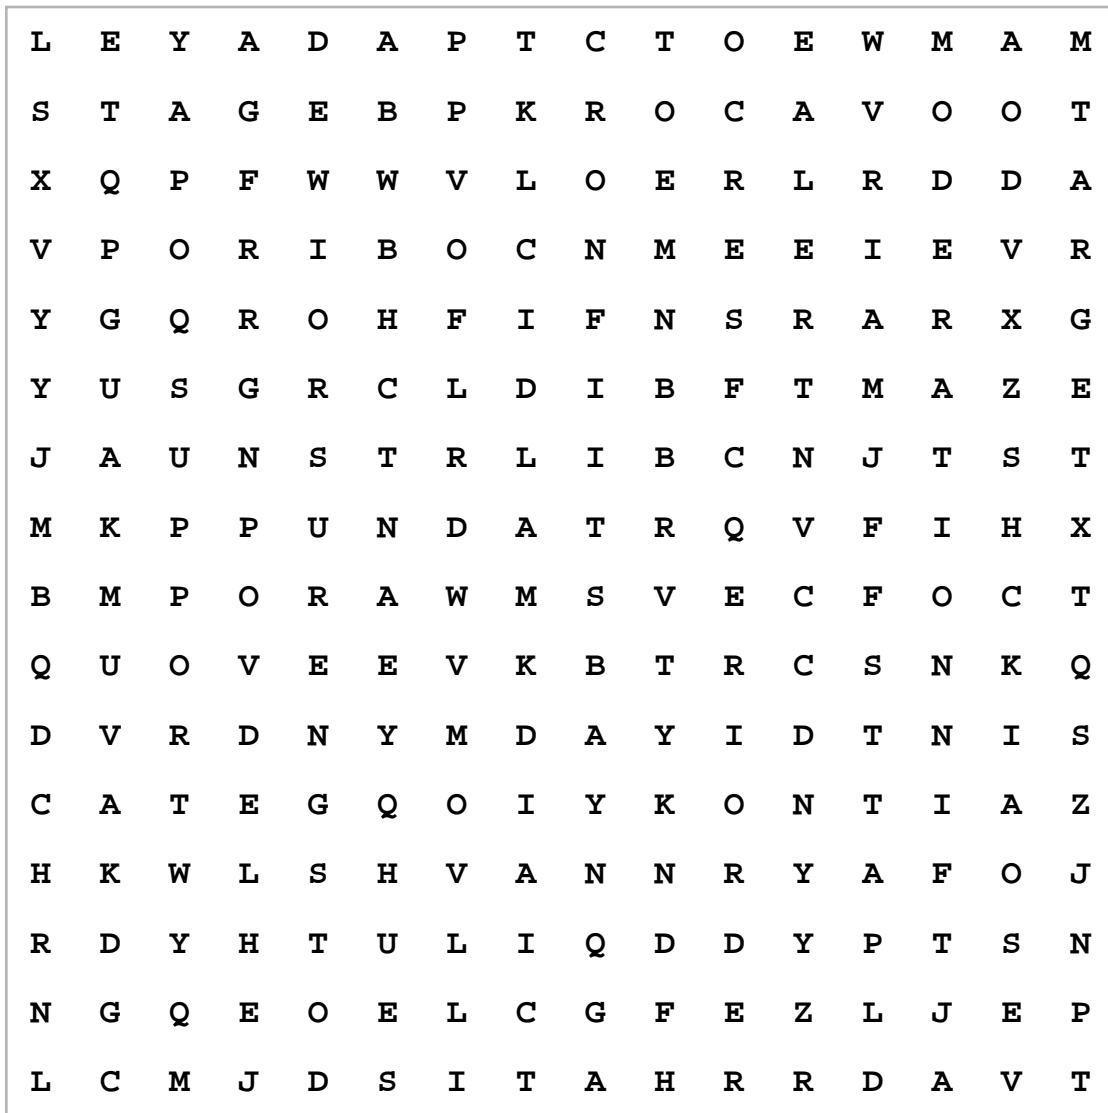 L E Y A D A P T C T O E W M A M
S T A G E B P K R O C A V O O T
X Q P F W W V L O E R L R D D A
V P O R I B O C N M E E I E V R
Y G Q R O H F I F N S R A R X G
Y U S G R C L D I B F T M A Z E
J A U N S T R L I B C N J T S T
M K P P U N D A T R Q V F I H X
B M P O R A W M S V E C F O C T
Q U O V E E V K B T R C S N K Q
D V R D N Y M D A Y I D T N I S
C A T E G Q O I Y K O N T I A Z
H K W L S H V A N N R Y A F O J
R D Y H T U L I Q D D Y P T S N
N G Q E O E L C G F E Z L J E P
L C M J D S I T A H R R D A V T